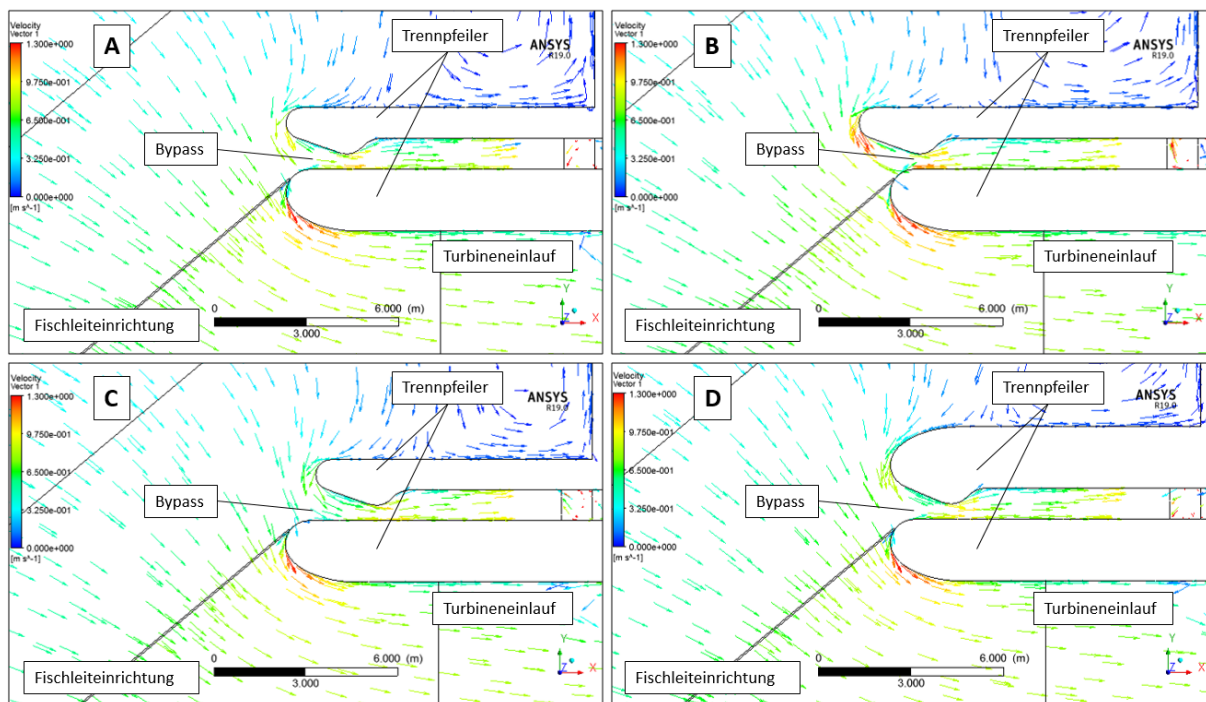 Velocity
Vector 1
1.300e+000
9.750e-001
6.500e-001
3.250e-001
0.000e+000
[m s^-1]
A
Trennpfeiler
ANSYS
R19.0
Bypass
Turbineneinlauf
Fischleiteinrichtung
0
6.000 (m)
3.000
Y
Z
X
Velocity
Vector 1
1.300e+000
9.750e-001
6.500e-001
3.250e-001
0.000e+000
[m s^-1]
B
Trennpfeiler
ANSYS
R19.0
Bypass
Turbineneinlauf
Fischleiteinrichtung
0
6.000 (m)
3.000
Y
Z
X
Velocity
Vector 1
1.300e+000
9.750e-001
6.500e-001
3.250e-001
0.000e+000
[m s^-1]
C
Trennpfeiler
ANSYS
R19.0
Bypass
Turbineneinlauf
Fischleiteinrichtung
0
6.000 (m)
3.000
Y
Z
X
Velocity
Vector 1
1.300e+000
9.750e-001
6.500e-001
3.250e-001
0.000e+000
[m s^-1]
D
Trennpfeiler
ANSYS
R19.0
Bypass
Turbineneinlauf
Fischleiteinrichtung
0
6.000 (m)
3.000
Y
Z
X